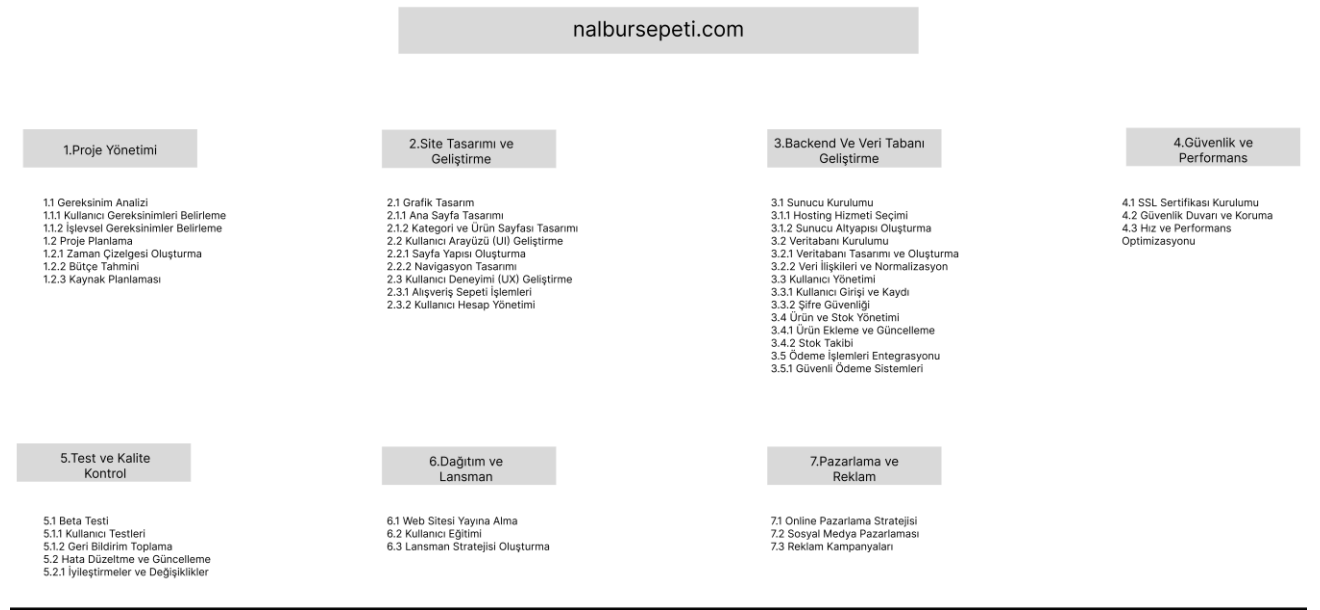 nalbursepeti.com
1.Proje Yönetimi
1.1 Gereksinim Analizi
1.1.1 Kullanıcı Gereksinimleri Belirleme
1.1.2 İşlevsel Gereksinimler Belirleme
1.2 Proje Planlama
1.2.1 Zaman Çizelgesi Oluşturma
1.2.2 Bütçe Tahmini
1.2.3 Kaynak Planlaması
2.Site Tasarımı ve
Geliştirme
2.1 Grafik Tasarım
2.1.1 Ana Sayfa Tasarımı
2.1.2 Kategori ve Ürün Sayfası Tasarımı
2.2 Kullanıcı Arayüzü (UI) Geliştirme
2.2.1 Sayfa Yapısı Oluşturma
2.2.2 Navigasyon Tasarımı
2.3 Kullanıcı Deneyimi (UX) Geliştirme
2.3.1 Alışveriş Sepeti İşlemleri
2.3.2 Kullanıcı Hesap Yönetimi
3.Backend Ve Veri Tabanı
Geliştirme
3.1 Sunucu Kurulumu
3.1.1 Hosting Hizmeti Seçimi
3.1.2 Sunucu Altyapısı Oluşturma
3.2 Veritabanı Kurulumu
3.2.1 Veritabanı Tasarımı ve Oluşturma
3.2.2 Veri İlişkileri ve Normalizasyon
3.3 Kullanıcı Yönetimi
3.3.1 Kullanıcı Girişi ve Kaydı
3.3.2 Şifre Güvenliği
3.4 Ürün ve Stok Yönetimi
3.4.1 Ürün Ekleme ve Güncelleme
3.4.2 Stok Takibi
3.5 Ödeme İşlemleri Entegrasyonu
3.5.1 Güvenli Ödeme Sistemleri
4.Güvenlik ve
Performans
4.1 SSL Sertifikası Kurulumu
4.2 Güvenlik Duvarı ve Koruma
4.3 Hız ve Performans
Optimizasyonu
5.Test ve Kalite
Kontrol
5.1 Beta Testi
5.1.1 Kullanıcı Testleri
5.1.2 Geri Bildirim Toplama
5.2 Hata Düzeltme ve Güncelleme
5.2.1 İyileştirmeler ve Değişiklikler
6.Dağıtım ve
Lansman
6.1 Web Sitesi Yayına Alma
6.2 Kullanıcı Eğitimi
6.3 Lansman Stratejisi Oluşturma
7.Pazarlama ve
Reklam
7.1 Online Pazarlama Stratejisi
7.2 Sosyal Medya Pazarlaması
7.3 Reklam Kampanyaları